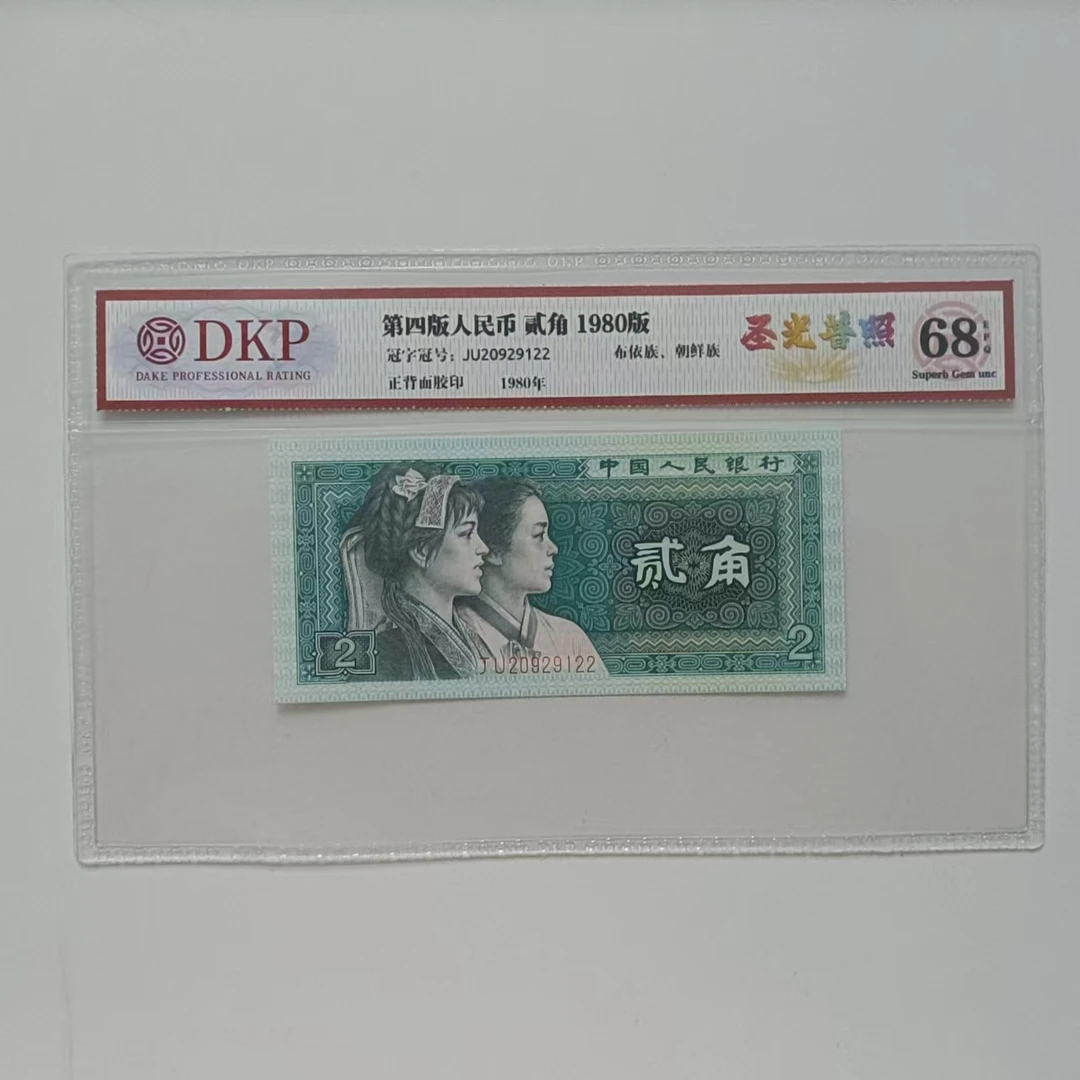 DKP
DAKE PROFESSIONAL RATING
第四版人民币 贰角 1980版
冠字冠号：JU20929122 布依族、朝鲜族
正背面胶印 1980年
圣光普照
68 EPQ
Superb Gem unc
中国人民银行
贰角
2
2
JU20929122